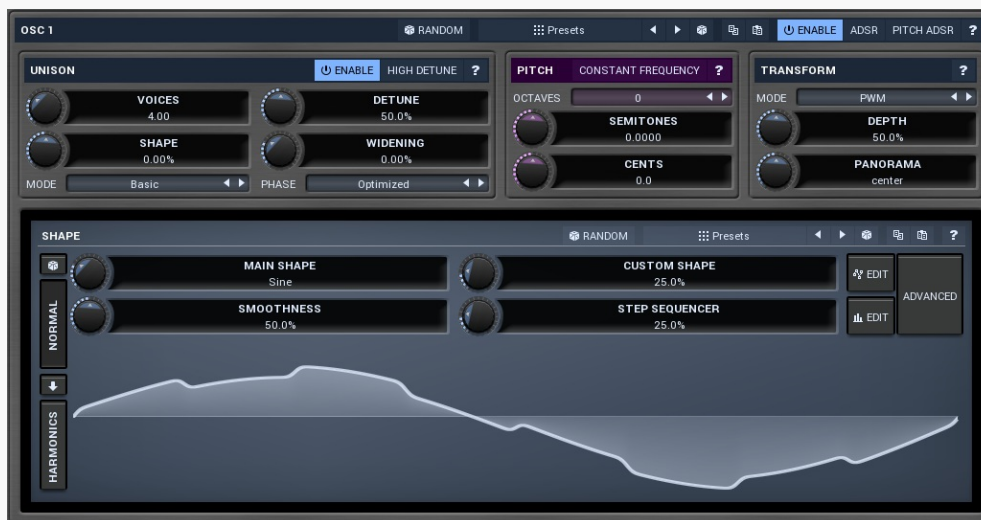 OSC 1 RANDOM Presets ENABLE ADSR PITCH ADSR ?
UNISON ENABLE HIGH DETUNE ?
VOICES
4.00
DETUNE
50.0%
SHAPE
0.00%
WIDENING
0.00%
MODE Basic PHASE Optimized
PITCH CONSTANT FREQUENCY ?
OCTAVES 0
SEMITONES
0.0000
CENTS
0.0
TRANSFORM ?
MODE PWM
DEPTH
50.0%
PANORAMA
center
SHAPE RANDOM Presets ?
NORMAL
HARMONICS
MAIN SHAPE
Sine
CUSTOM SHAPE
25.0%
SMOOTHNESS
50.0%
STEP SEQUENCER
25.0%
EDIT
EDIT
ADVANCED